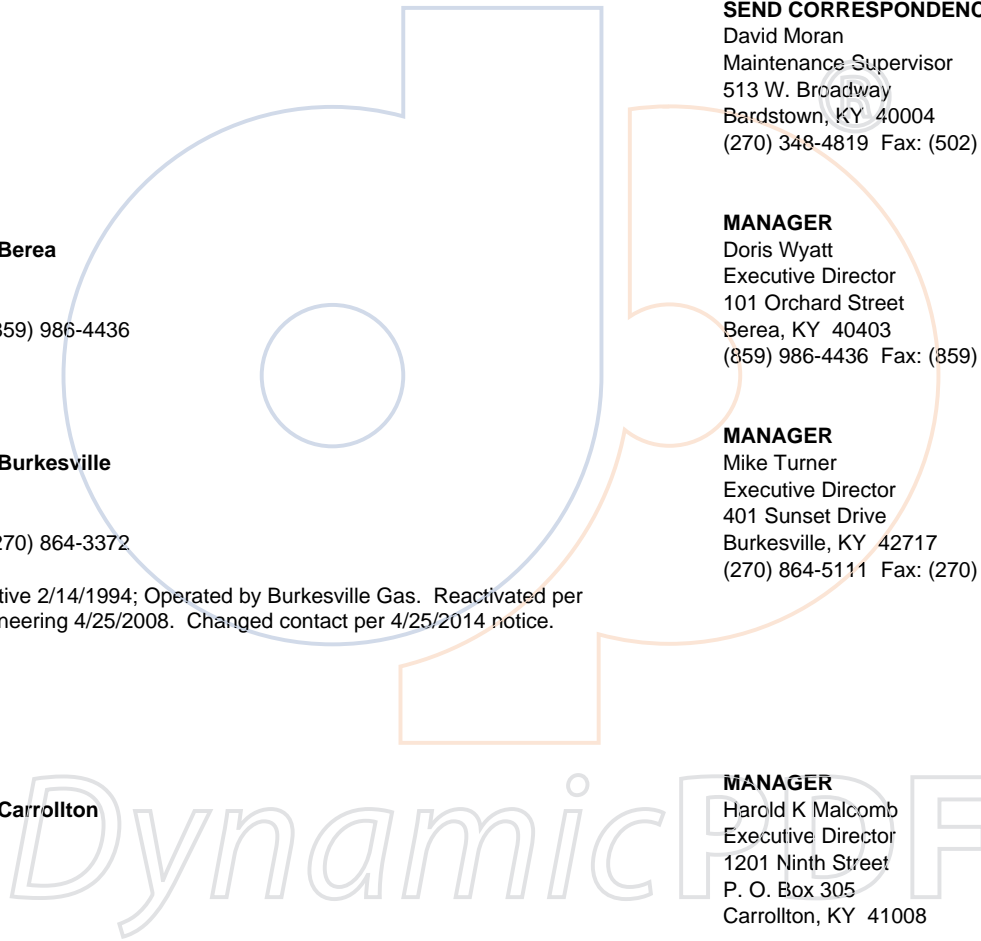 SEND CORRESPONDENC
David Moran
Maintenance Supervisor
513 W. Broadway
Bardstown, KY 40004
(270) 348-4819 Fax: (502)
Berea
359) 986-4436
MANAGER
Doris Wyatt
Executive Director
101 Orchard Street
Berea, KY 40403
(859) 986-4436 Fax: (859)
Burkesville
270) 864-3372
tive 2/14/1994; Operated by Burkesville Gas. Reactivated per
neering 4/25/2008. Changed contact per 4/25/2014 notice.
MANAGER
Mike Turner
Executive Director
401 Sunset Drive
Burkesville, KY 42717
(270) 864-5111 Fax: (270)
Carrollton
MANAGER
Harold K Malcomb
Executive Director
1201 Ninth Street
P. O. Box 305
Carrollton, KY 41008
DynamicPDF
®